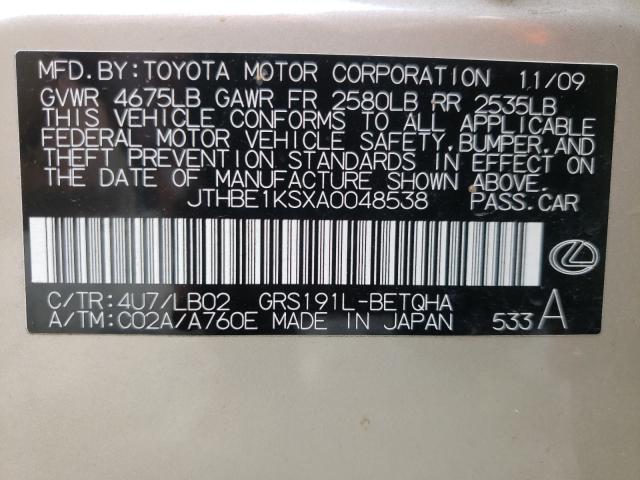 MFD.BY:TOYOTA MOTOR CORPORATION 11/09
GVWR 4675LB GAWR FR 2580LB RR 2535LB
THIS VEHICLE CONFORMS TO ALL APPLICABLE
FEDERAL MOTOR VEHICLE SAFETY,BUMPER,AND
THEFT PREVENTION STANDARDS IN EFFECT ON
THE DATE OF MANUFACTURE SHOWN ABOVE.
JTHBE1KSXA0048538 PASS.CAR
C/TR:4U7/LB02 GRS191L-BETQHA
A/TM:C02A/A760E MADE IN JAPAN 533A